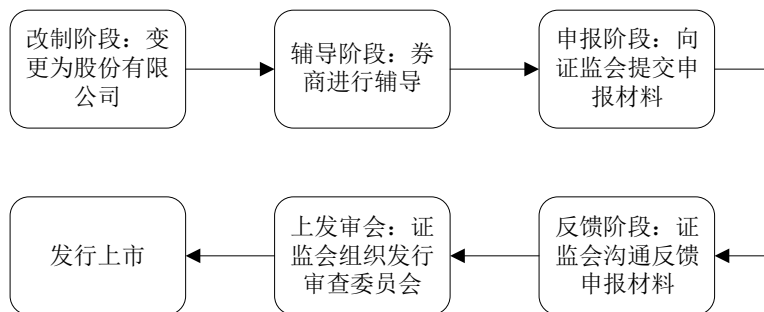 改制阶段：变
更为股份有限
公司
辅导阶段：券
商进行辅导
申报阶段：向
证监会提交申
报材料
反馈阶段：证
监会沟通反馈
申报材料
上发审会：证
监会组织发行
审查委员会
发行上市